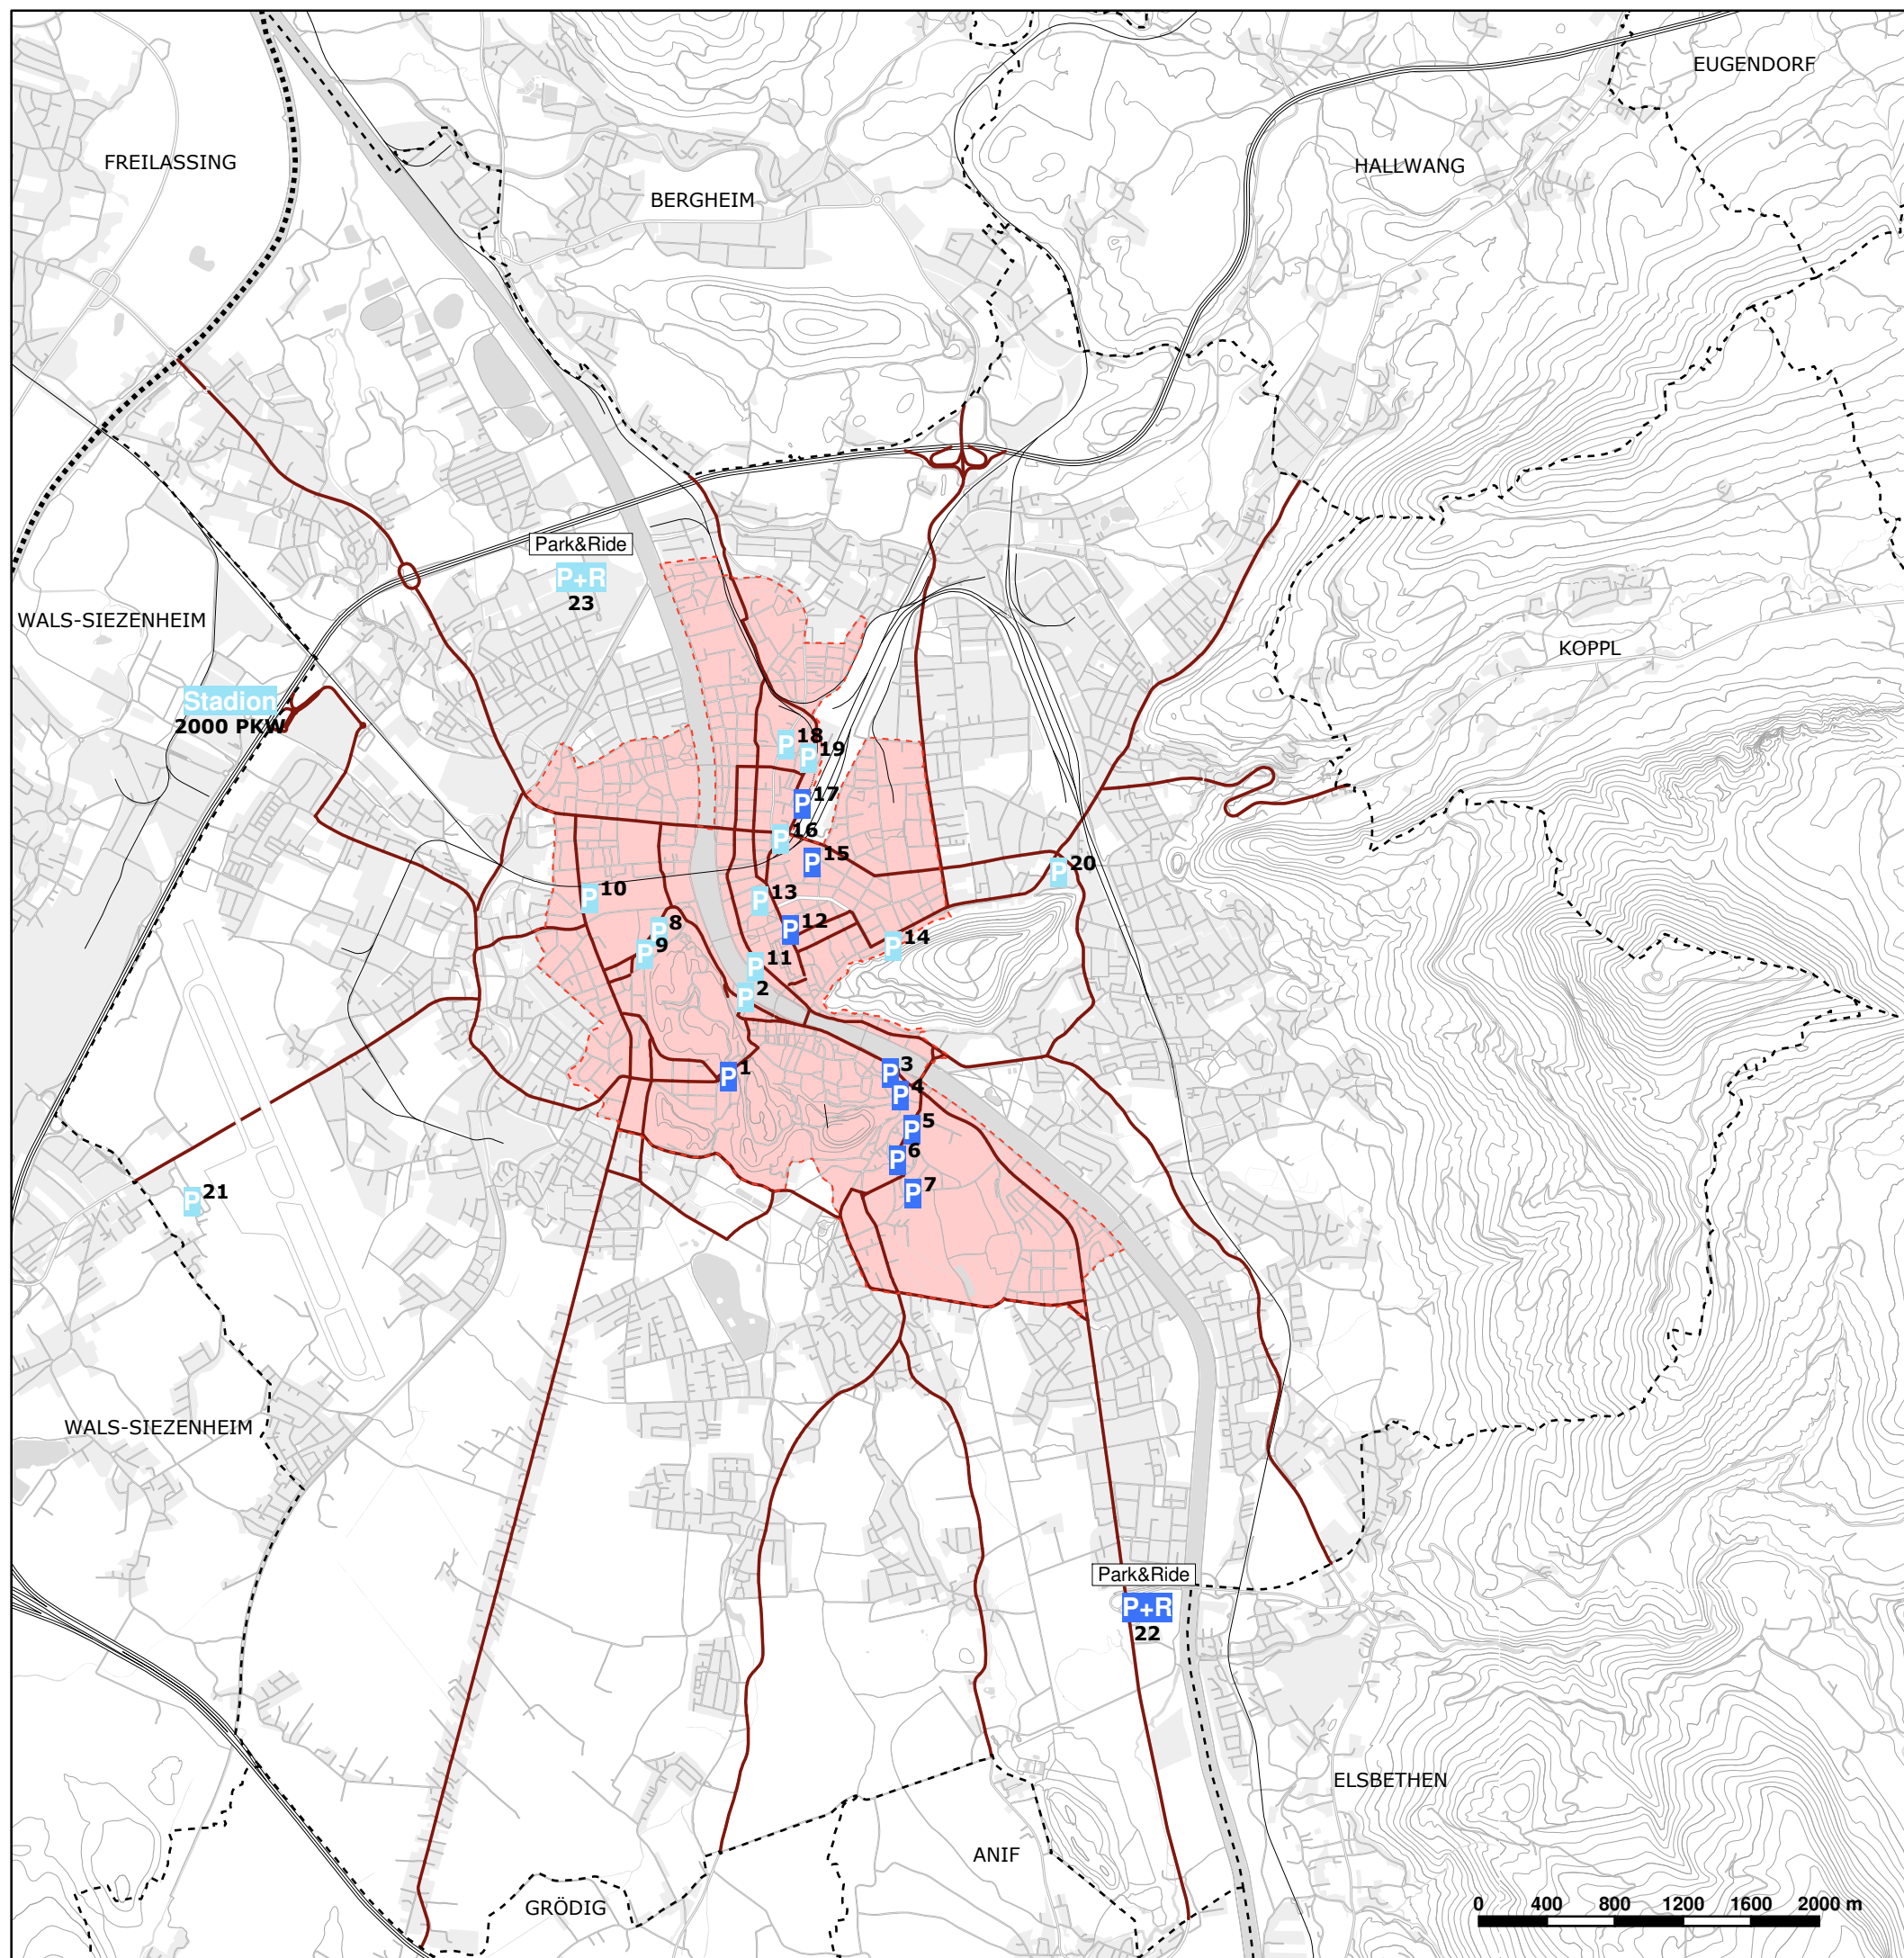 EUGENDORF
FREILASSING
HALLWANG
BERGHEIM
Park&Ride
P+R
23
WALS-SIEZENHEIM
KOPPL
Stadion
2000 PKW
P 18
P 19
P 17
P 16
P 15
P 20
P 10
P 13
P 8
P 12
P 9
P 14
P 11
P 2
P 1
P 3
P 4
P 5
P 6
P 7
P 21
WALS-SIEZENHEIM
Park&Ride
P+R
22
ELSBETHEN
ANIF
GRÖDIG
0 400 800 1200 1600 2000 m